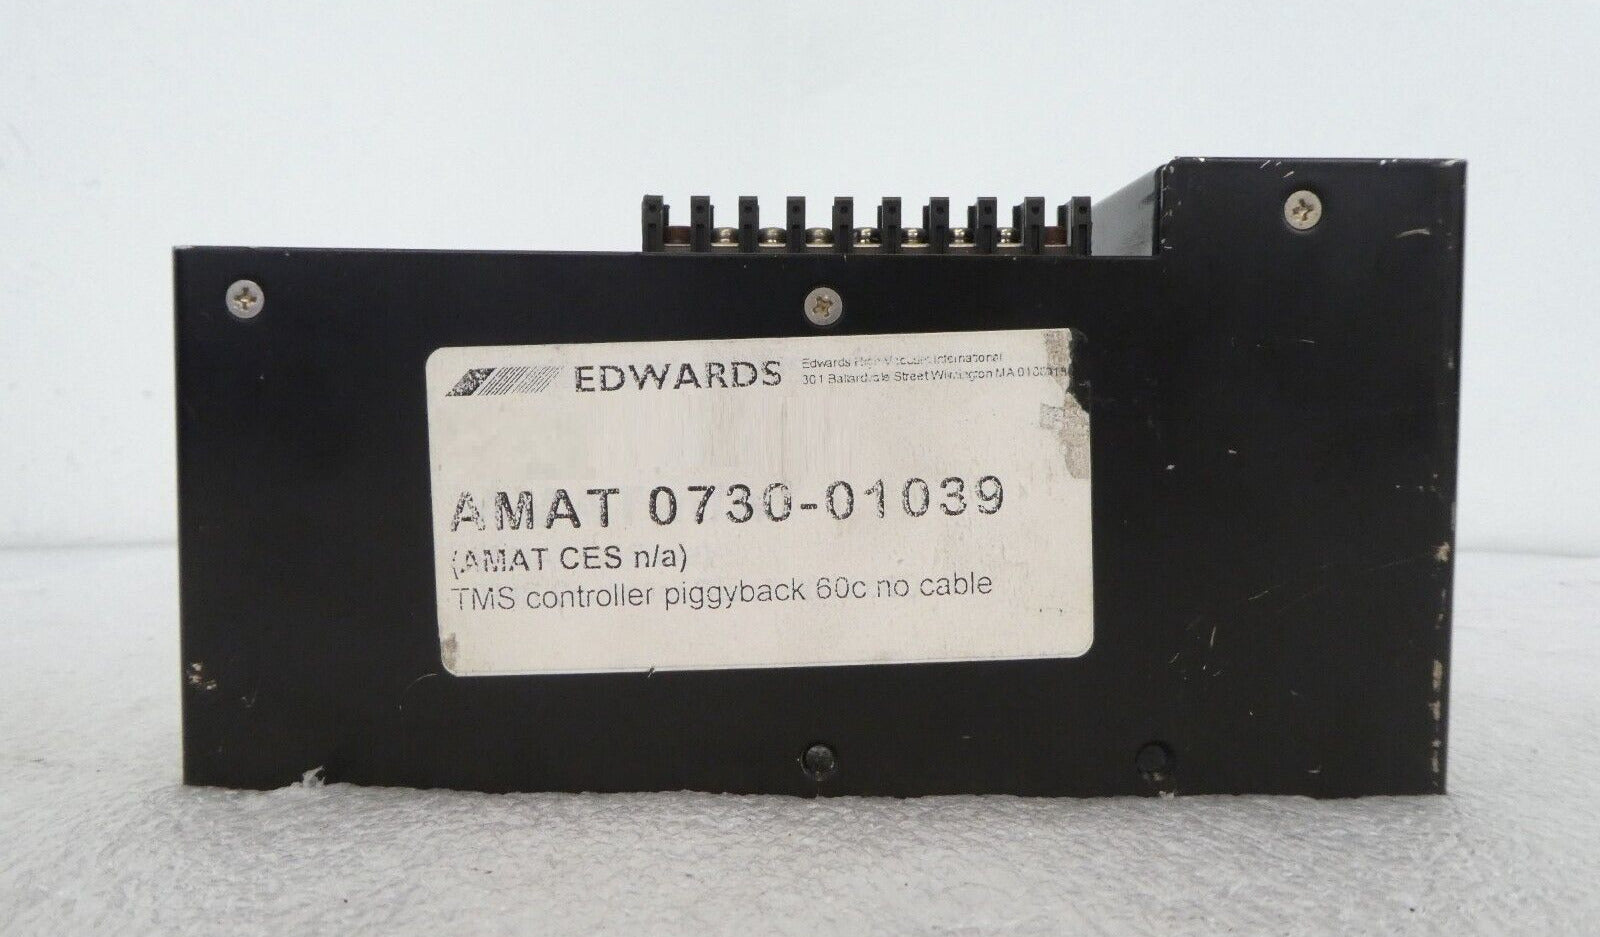 EDWARDS
Edwards High Vacuum International
301 Ballardvale Street Wilmington MA
AMAT 0730-01039
(AMAT CES n/a)
TMS controller piggyback 60c no cable